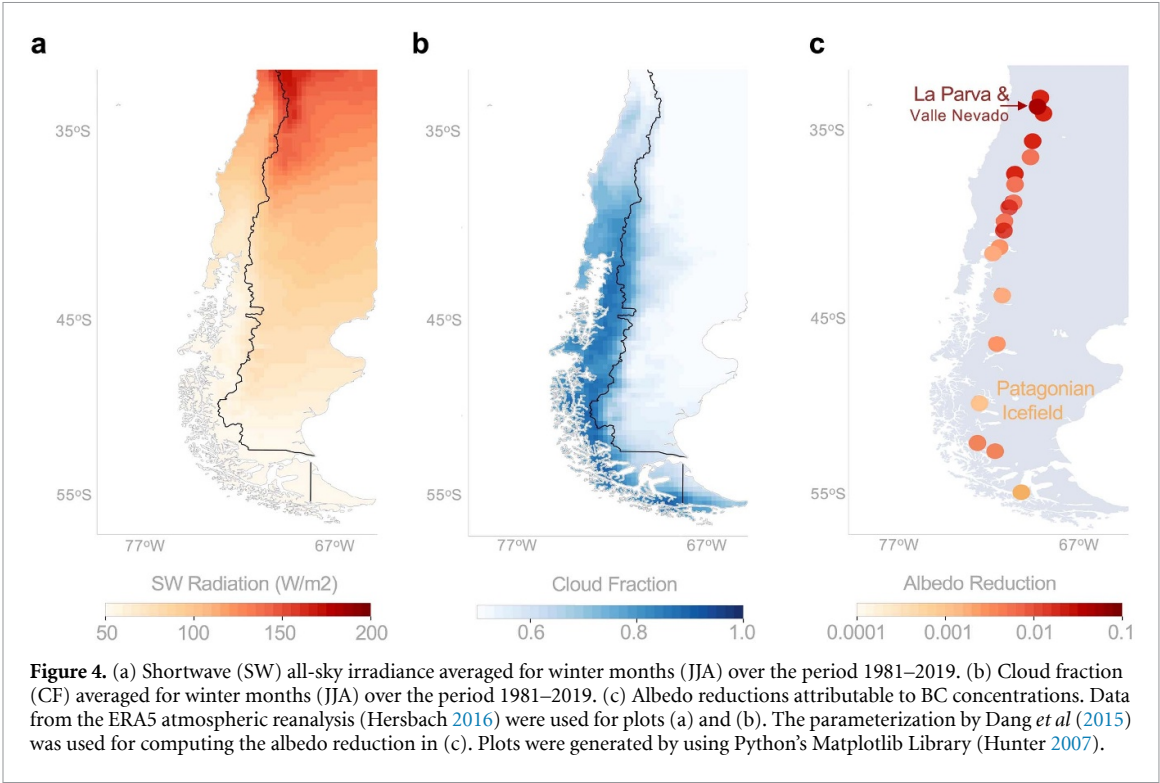 a
b
c
35ºS
45ºS
55ºS
77ºW
67ºW
SW Radiation (W/m2)
50
100
150
200
35ºS
45ºS
55ºS
77ºW
67ºW
Cloud Fraction
0.6
0.8
1.0
La Parva &
Valle Nevado
35ºS
45ºS
Patagonian
Icefield
55ºS
77ºW
67ºW
Albedo Reduction
0.0001
0.001
0.01
0.1
Figure 4. (a) Shortwave (SW) all-sky irradiance averaged for winter months (JJA) over the period 1981–2019. (b) Cloud fraction
(CF) averaged for winter months (JJA) over the period 1981–2019. (c) Albedo reductions attributable to BC concentrations. Data
from the ERA5 atmospheric reanalysis (Hersbach 2016) were used for plots (a) and (b). The parameterization by Dang et al (2015)
was used for computing the albedo reduction in (c). Plots were generated by using Python's Matplotlib Library (Hunter 2007).